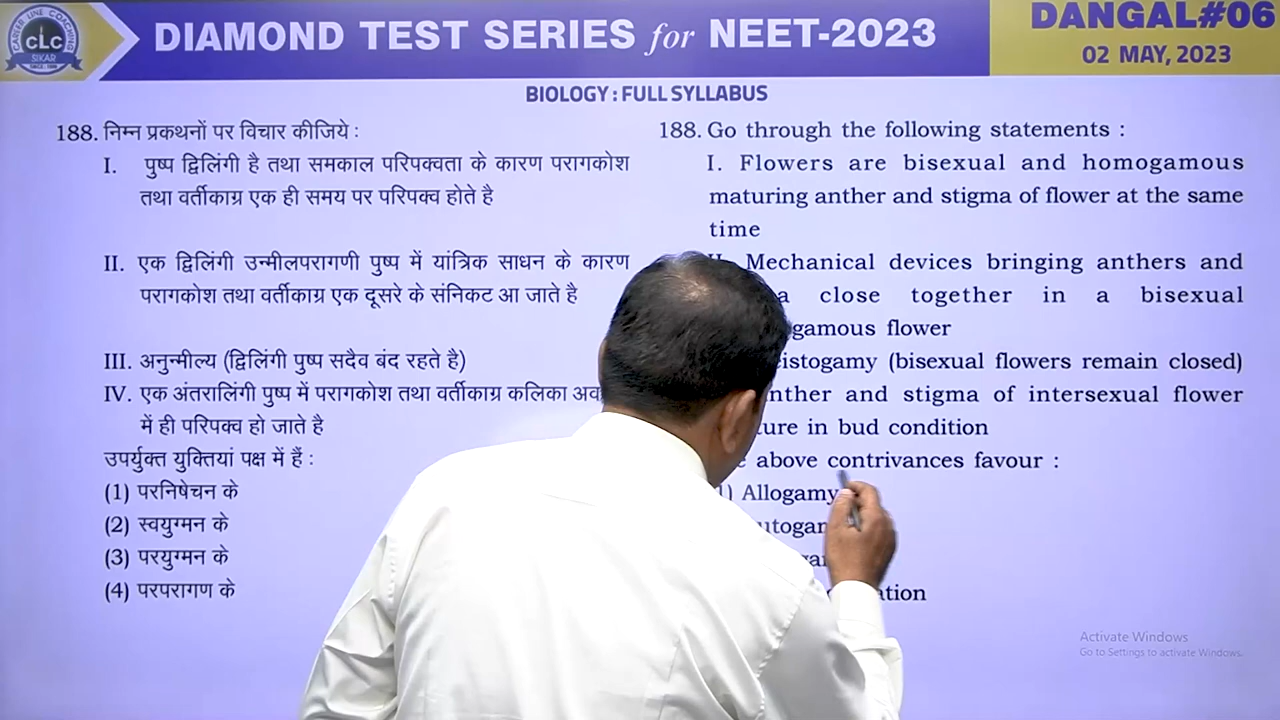 CAREER LINE COACHING
CLC
SIKAR
DIAMOND TEST SERIES for NEET-2023
DANGAL#06
02 MAY, 2023
BIOLOGY : FULL SYLLABUS
188. निम्न प्रकथनों पर विचार कीजिये :
I. पुष्प द्विलिंगी है तथा समकाल परिपक्वता के कारण परागकोश
तथा वर्तीकाग्र एक ही समय पर परिपक्व होते है
II. एक द्विलिंगी उन्मीलपरागणी पुष्प में यांत्रिक साधन के कारण
परागकोश तथा वर्तीकाग्र एक दूसरे के संनिकट आ जाते है
III. अनुन्मील्य (द्विलिंगी पुष्प सदैव बंद रहते है)
IV. एक अंतरालिंगी पुष्प में परागकोश तथा वर्तीकाग्र कलिका
में ही परिपक्व हो जाते है
उपर्युक्त युक्तियां पक्ष में हैं :
(1) परनिषेचन के
(2) स्वयुग्मन के
(3) परयुग्मन के
(4) परपरागण के
188. Go through the following statements :
I. Flowers are bisexual and homogamous
maturing anther and stigma of flower at the same
time
Mechanical devices bringing anthers and
close together in a bisexual
flower
(bisexual flowers remain closed)
and stigma of intersexual flower
in bud condition
above contrivances favour :
Allogamy
Activate Windows
Go to Settings to activate Windows.